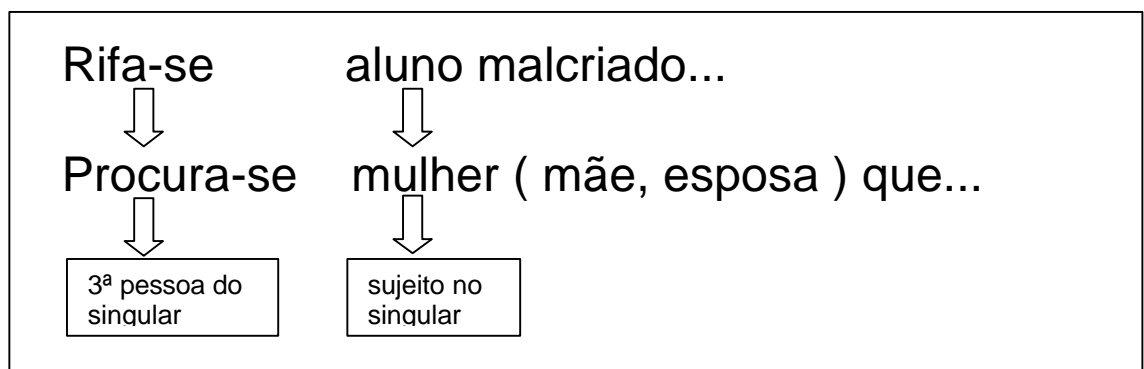 Rifa-se aluno malcriado...
Procura-se mulher ( mãe, esposa ) que...
3ª pessoa do
singular
sujeito no
singular